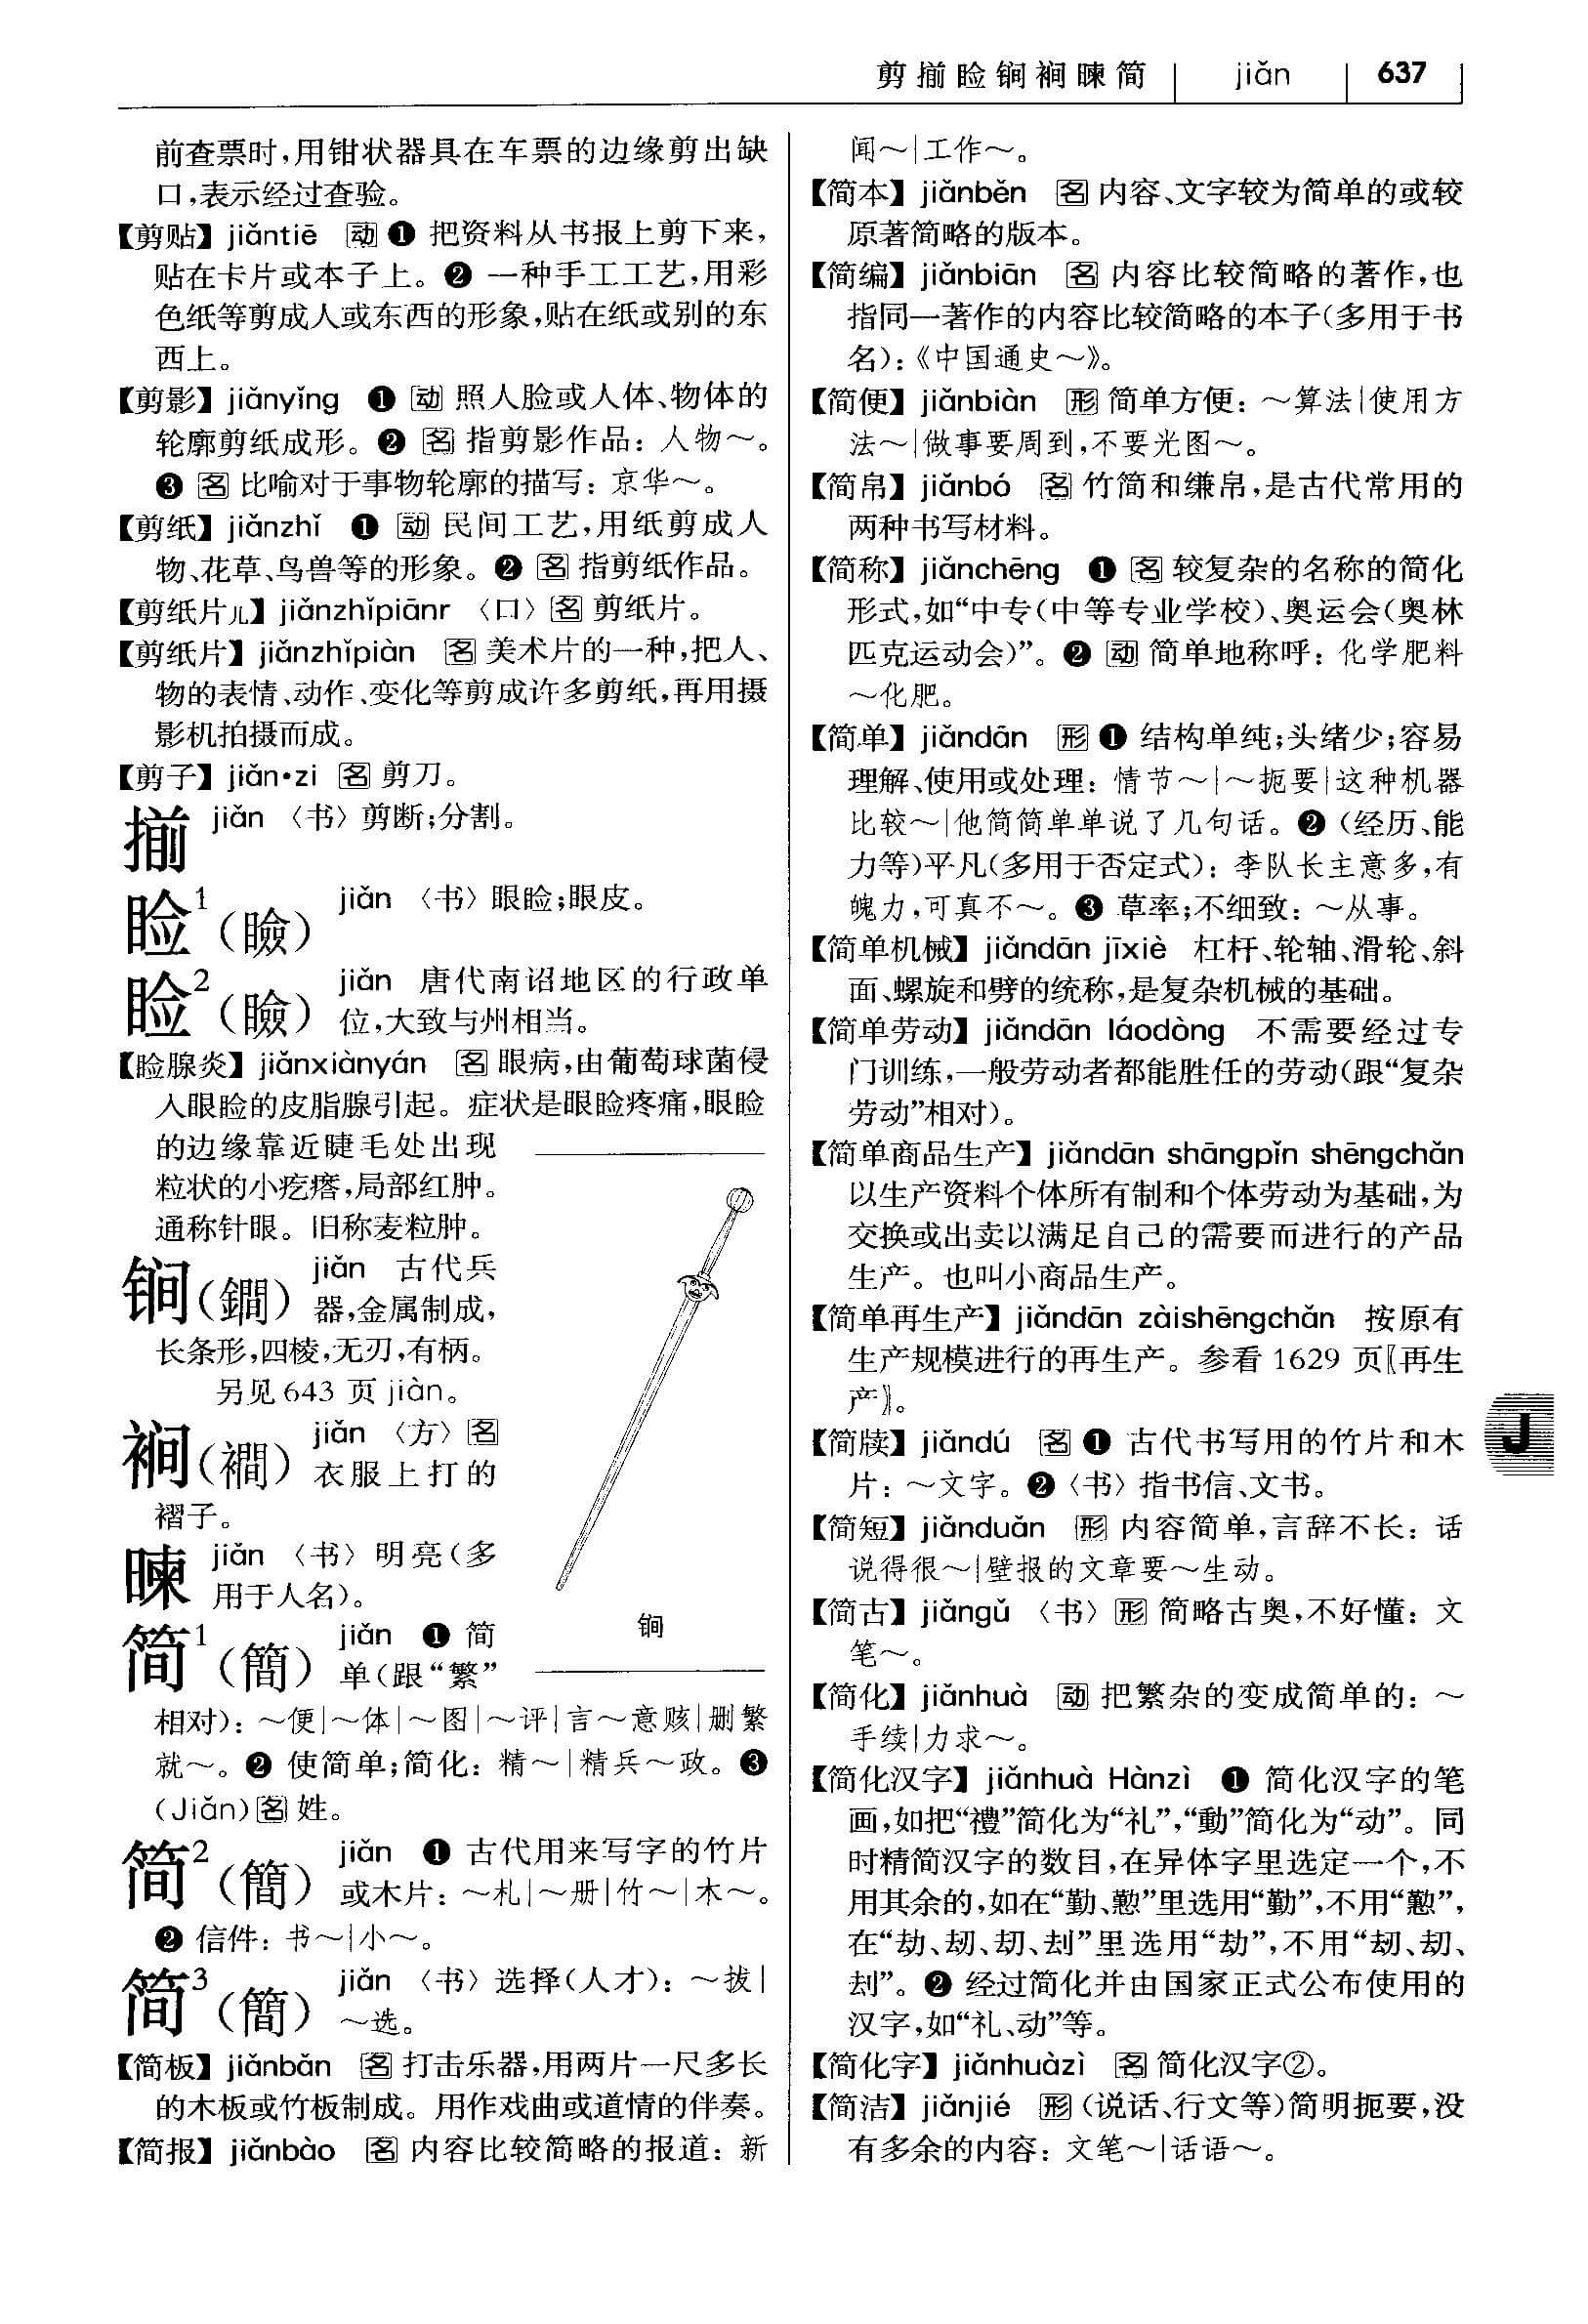 剪揃睑锏裥暕简 jiǎn 637
前查票时,用钳状器具在车票的边缘剪出缺
口,表示经过查验。
【剪贴】jiǎntiē 动 ❶ 把资料从书报上剪下来,
贴在卡片或本子上。❷ 一种手工工艺,用彩
色纸等剪成人或东西的形象,贴在纸或别的东
西上。
【剪影】jiǎnyǐng ❶ 动 照人脸或人体、物体的
轮廓剪纸成形。❷ 名 指剪影作品:人物~。
❸ 名 比喻对于事物轮廓的描写:京华~。
【剪纸】jiǎnzhǐ ❶ 动 民间工艺,用纸剪成人
物、花草、鸟兽等的形象。❷ 名 指剪纸作品。
【剪纸片儿】jiǎnzhǐpiānr 〈口〉名 剪纸片。
【剪纸片】jiǎnzhǐpiàn 名 美术片的一种,把人、
物的表情、动作、变化等剪成许多剪纸,再用摄
影机拍摄而成。
【剪子】jiǎn•zi 名 剪刀。
揃 jiǎn 〈书〉剪断;分割。
睑¹(瞼) jiǎn 〈书〉眼睑;眼皮。
睑²(瞼) jiǎn 唐代南诏地区的行政单
位,大致与州相当。
【睑腺炎】jiǎnxiànyán 名 眼病,由葡萄球菌侵
入眼睑的皮脂腺引起。症状是眼睑疼痛,眼睑
的边缘靠近睫毛处出现
粒状的小疙瘩,局部红肿。
通称针眼。旧称麦粒肿。
锏(鐧) jiǎn 古代兵
器,金属制成,
长条形,四棱,无刃,有柄。
另见 643 页 jiàn。
裥(襇) jiǎn 〈方〉名
衣服上打的
褶子。
暕 jiǎn 〈书〉明亮(多
用于人名)。
锏
简¹(簡) jiǎn ❶ 简
单(跟“繁”
相对):~便|~体|~图|~评|言~意赅|删繁
就~。❷ 使简单;简化:精~|精兵~政。❸
(Jiǎn)名 姓。
简²(簡) jiǎn ❶ 古代用来写字的竹片
或木片:~札|~册|竹~|木~。
❷ 信件:书~|小~。
简³(簡) jiǎn 〈书〉选择(人才):~拔|
~选。
【简板】jiǎnbǎn 名 打击乐器,用两片一尺多长
的木板或竹板制成。用作戏曲或道情的伴奏。
【简报】jiǎnbào 名 内容比较简略的报道:新
闻~|工作~。
【简本】jiǎnběn 名 内容、文字较为简单的或较
原著简略的版本。
【简编】jiǎnbiān 名 内容比较简略的著作,也
指同一著作的内容比较简略的本子(多用于书
名):《中国通史~》。
【简便】jiǎnbiàn 形 简单方便:~算法|使用方
法~|做事要周到,不要光图~。
【简帛】jiǎnbó 名 竹简和缣帛,是古代常用的
两种书写材料。
【简称】jiǎnchēng ❶ 名 较复杂的名称的简化
形式,如“中专(中等专业学校)、奥运会(奥林
匹克运动会)”。❷ 动 简单地称呼:化学肥料
~化肥。
【简单】jiǎndān 形 ❶ 结构单纯;头绪少;容易
理解、使用或处理:情节~|~扼要|这种机器
比较~|他简简单单说了几句话。❷(经历、能
力等)平凡(多用于否定式):李队长主意多,有
魄力,可真不~。❸ 草率;不细致:~从事。
【简单机械】jiǎndān jīxiè 杠杆、轮轴、滑轮、斜
面、螺旋和劈的统称,是复杂机械的基础。
【简单劳动】jiǎndān láodòng 不需要经过专
门训练,一般劳动者都能胜任的劳动(跟“复杂
劳动”相对)。
【简单商品生产】jiǎndān shāngpǐn shēngchǎn
以生产资料个体所有制和个体劳动为基础,为
交换或出卖以满足自己的需要而进行的产品
生产。也叫小商品生产。
【简单再生产】jiǎndān zàishēngchǎn 按原有
生产规模进行的再生产。参看 1629 页〖再生
产〗。
【简牍】jiǎndú 名 ❶ 古代书写用的竹片和木
片:~文字。❷〈书〉指书信、文书。
【简短】jiǎnduǎn 形 内容简单,言辞不长:话
说得很~|壁报的文章要~生动。
【简古】jiǎngǔ 〈书〉形 简略古奥,不好懂:文
笔~。
【简化】jiǎnhuà 动 把繁杂的变成简单的:~
手续|力求~。
【简化汉字】jiǎnhuà Hànzì ❶ 简化汉字的笔
画,如把“禮”简化为“礼”,“動”简化为“动”。同
时精简汉字的数目,在异体字里选定一个,不
用其余的,如在“勤、懃”里选用“勤”,不用“懃”,
在“劫、刼、刧、刦”里选用“劫”,不用“刼、刧、
刦”。❷ 经过简化并由国家正式公布使用的
汉字,如“礼、动”等。
【简化字】jiǎnhuàzì 名 简化汉字②。
【简洁】jiǎnjié 形(说话、行文等)简明扼要,没
有多余的内容:文笔~|话语~。
J